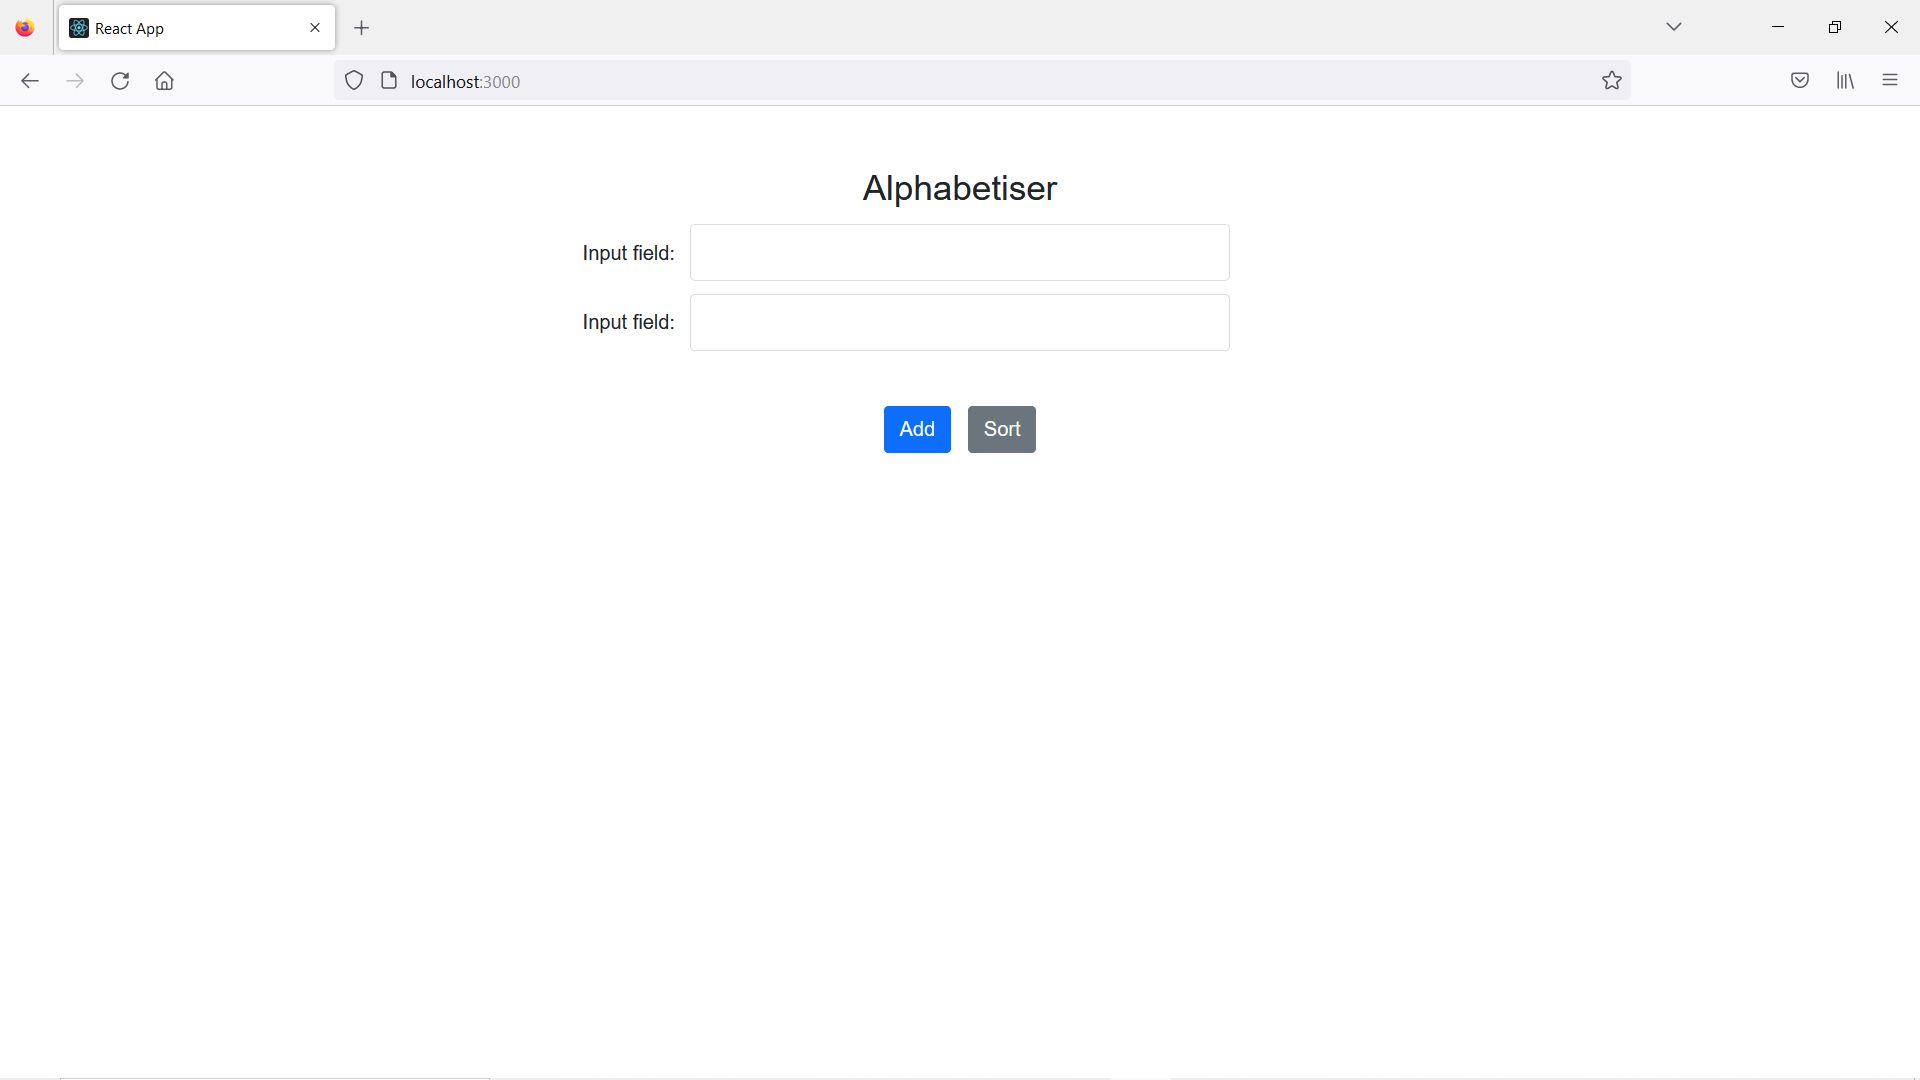 React App
localhost:3000
Alphabetiser
Input field:
Input field:
Add Sort